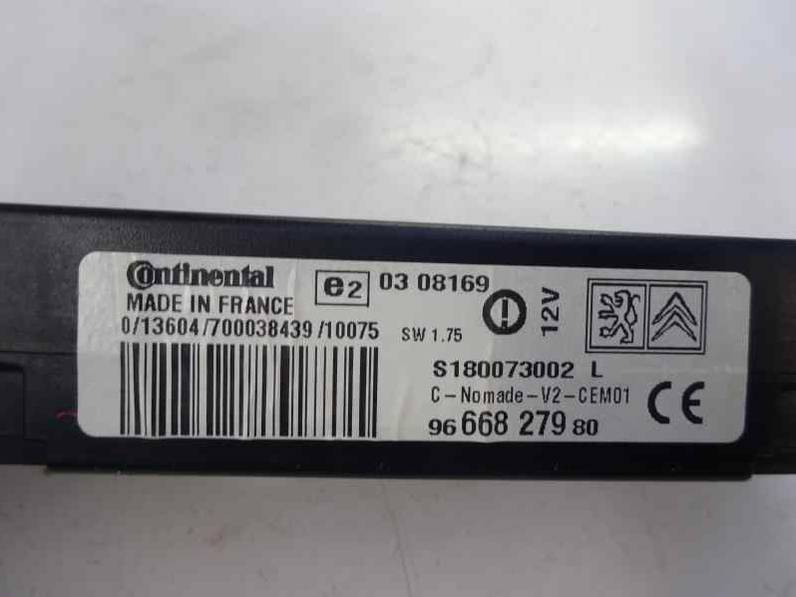 Continental
MADE IN FRANCE
0/13604/700038439/10075
e2 03 08169
SW 1.75
12V
S180073002 L
C-Nomade-V2-CEM01
96 668 279 80
CE